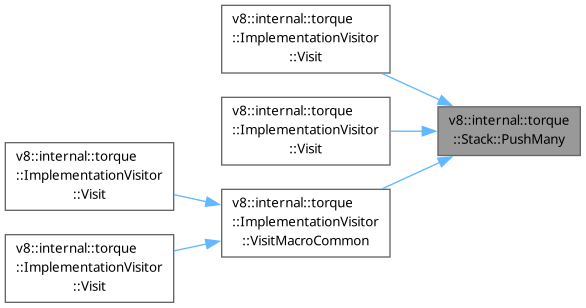 v8::internal::torque
::ImplementationVisitor
::Visit
v8::internal::torque
::ImplementationVisitor
::Visit
v8::internal::torque
::Stack::PushMany
v8::internal::torque
::ImplementationVisitor
::Visit
v8::internal::torque
::ImplementationVisitor
::VisitMacroCommon
v8::internal::torque
::ImplementationVisitor
::Visit